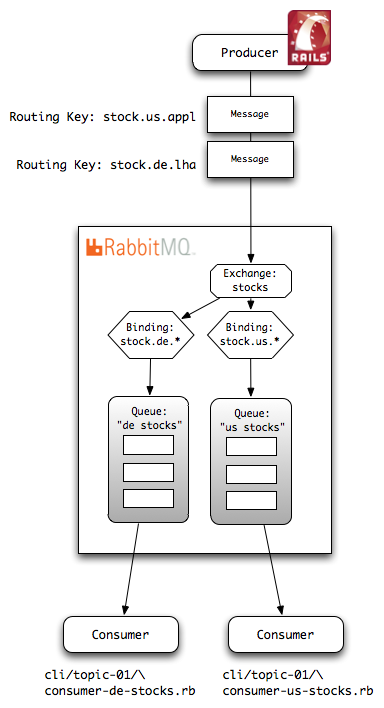 Producer
RAILS
Routing Key: stock.us.appl
Message
Routing Key: stock.de.lha
Message
RabbitMQ
Exchange:
stocks
Binding:
stock.de.*
Binding:
stock.us.*
Queue:
"de stocks"
Queue:
"us stocks"
Consumer
Consumer
cli/topic-01/\
consumer-de-stocks.rb
cli/topic-01/\
consumer-us-stocks.rb